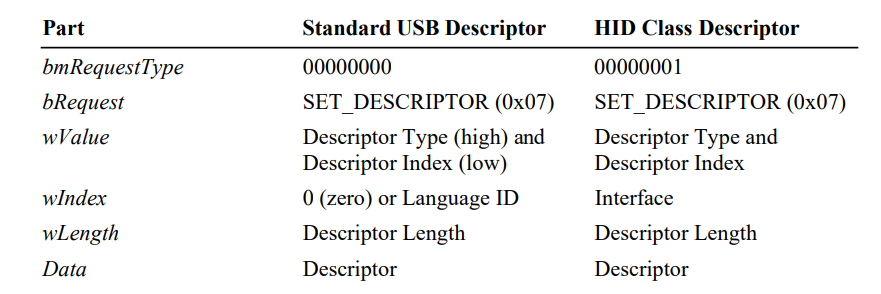 Part Standard USB Descriptor HID Class Descriptor
bmRequestType 00000000 00000001
bRequest SET_DESCRIPTOR (0x07) SET_DESCRIPTOR (0x07)
wValue Descriptor Type (high) and Descriptor Type and
Descriptor Index (low) Descriptor Index
wIndex 0 (zero) or Language ID Interface
wLength Descriptor Length Descriptor Length
Data Descriptor Descriptor